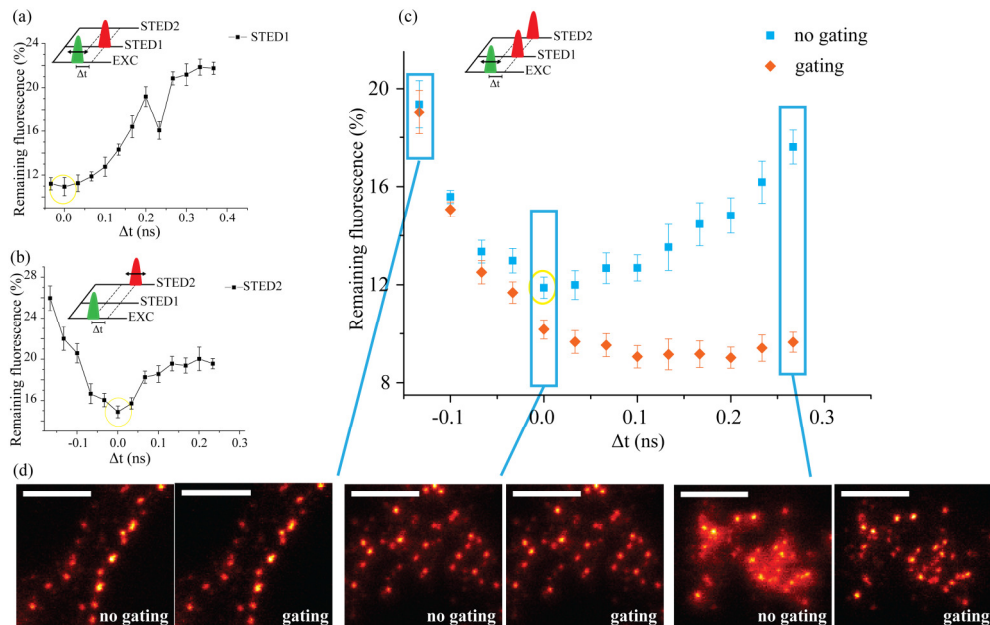 (a)
STED2
STED1
EXC
Δt
STED1
Remaining fluorescence (%)
24
22
20
18
16
14
12
10
0.0
0.1
0.2
0.3
0.4
Δt (ns)
(b)
STED2
STED1
EXC
Δt
STED2
Remaining fluorescence (%)
28
24
20
16
-0.1
0.0
0.1
0.2
Δt (ns)
(c)
STED2
STED1
EXC
Δt
no gating
gating
Remaining fluorescence (%)
20
16
12
8
-0.1
0.0
0.1
0.2
0.3
Δt (ns)
(d)
no gating
gating
no gating
gating
no gating
gating